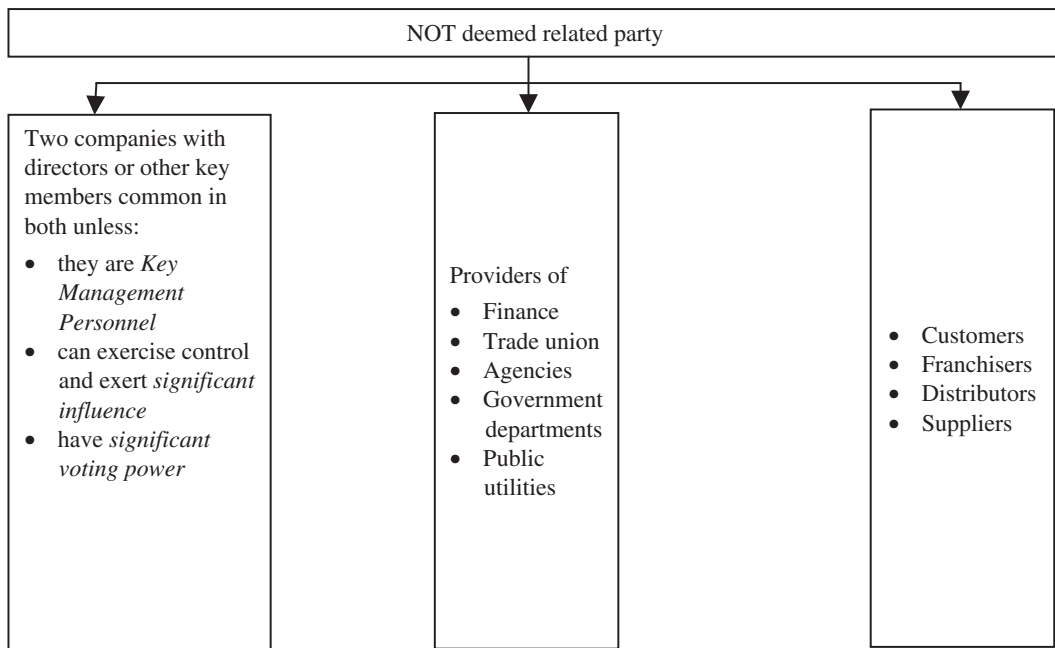 NOT deemed related party
Two companies with
directors or other key
members common in
both unless:
• they are Key
Management
Personnel
• can exercise control
and exert significant
influence
• have significant
voting power
Providers of
• Finance
• Trade union
• Agencies
• Government
departments
• Public
utilities
• Customers
• Franchisers
• Distributors
• Suppliers